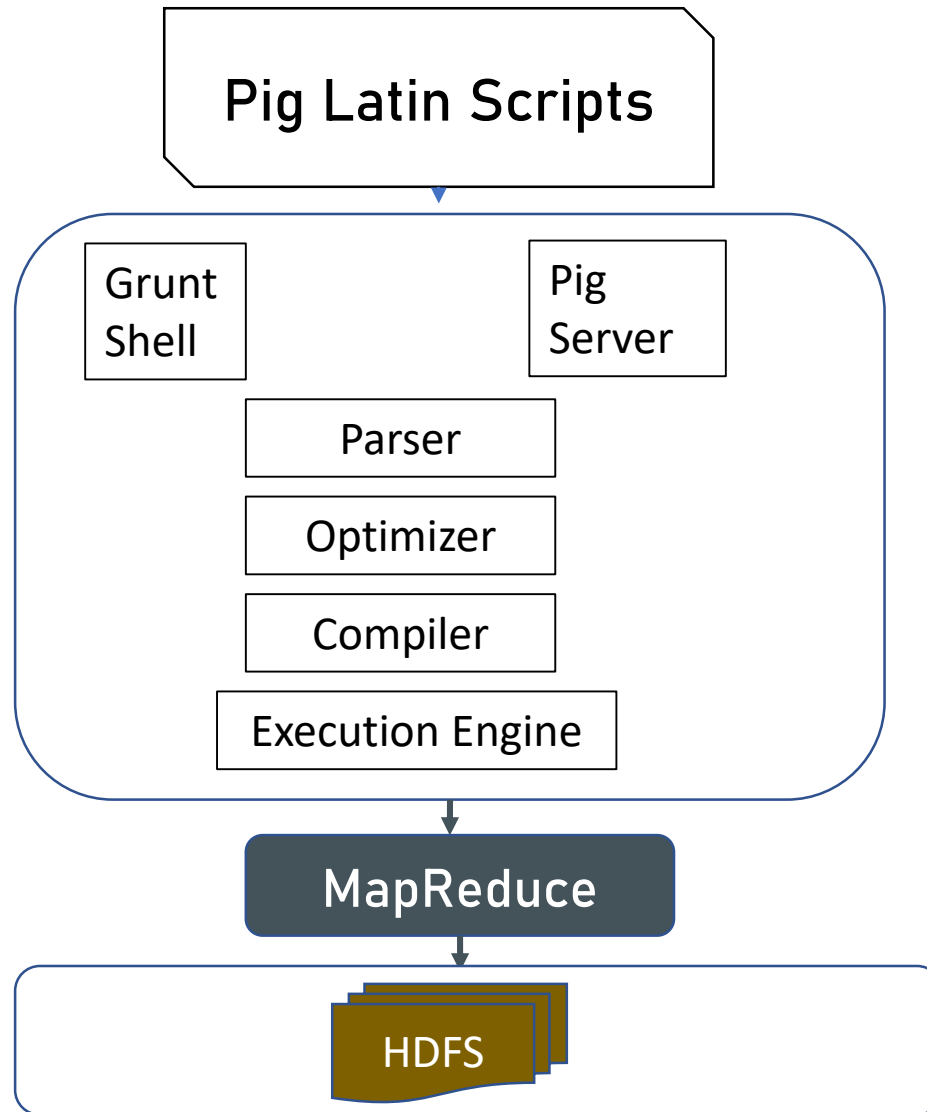 Pig Latin Scripts
Grunt
Shell
Pig
Server
Parser
Optimizer
Compiler
Execution Engine
MapReduce
HDFS